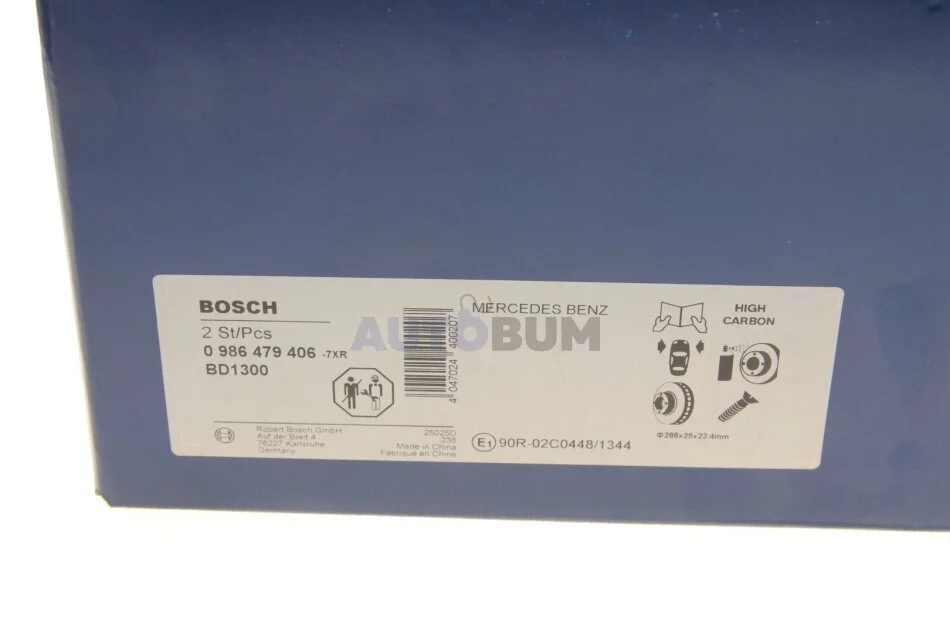 BOSCH
2 St/Pcs
0 986 479 406 -7XR
BD1300
Robert Bosch GmbH
Auf der Breit 4
76227 Karlsruhe
Germany
25025D
238
Made in China
Fabriqué en Chine
4 047024 400207
MERCEDES BENZ
AUTOBUM
E1 90R-02C0448/1344
HIGH
CARBON
Φ288x25x22.4mm